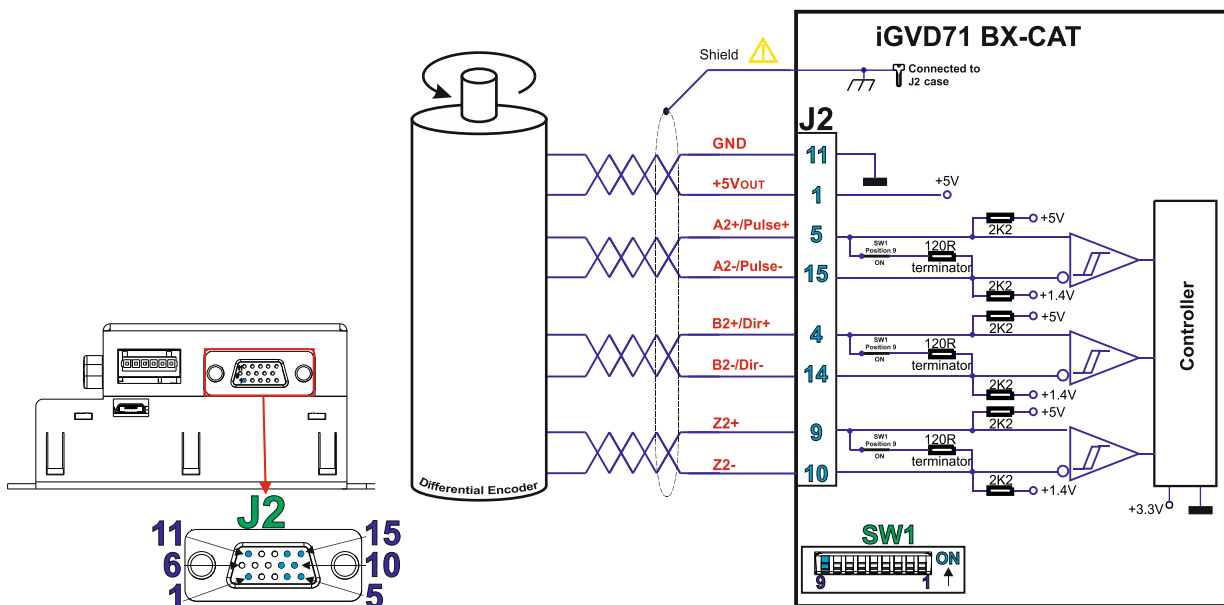 iGVD71 BX-CAT
Shield
Connected to
J2 case
J2
GND
11
+5VOUT
1
+5V
A2+/Pulse+
5
+5V
2K2
SW1
Position 9
ON
120R
terminator
A2-/Pulse-
15
2K2
+1.4V
B2+/Dir+
4
+5V
2K2
SW1
Position 9
ON
120R
terminator
B2-/Dir-
14
2K2
+1.4V
Z2+
9
+5V
2K2
SW1
Position 9
ON
120R
terminator
Z2-
10
2K2
+1.4V
Controller
+3.3V
Differential Encoder
J2
11
15
6
10
1
5
SW1
ON
9
1